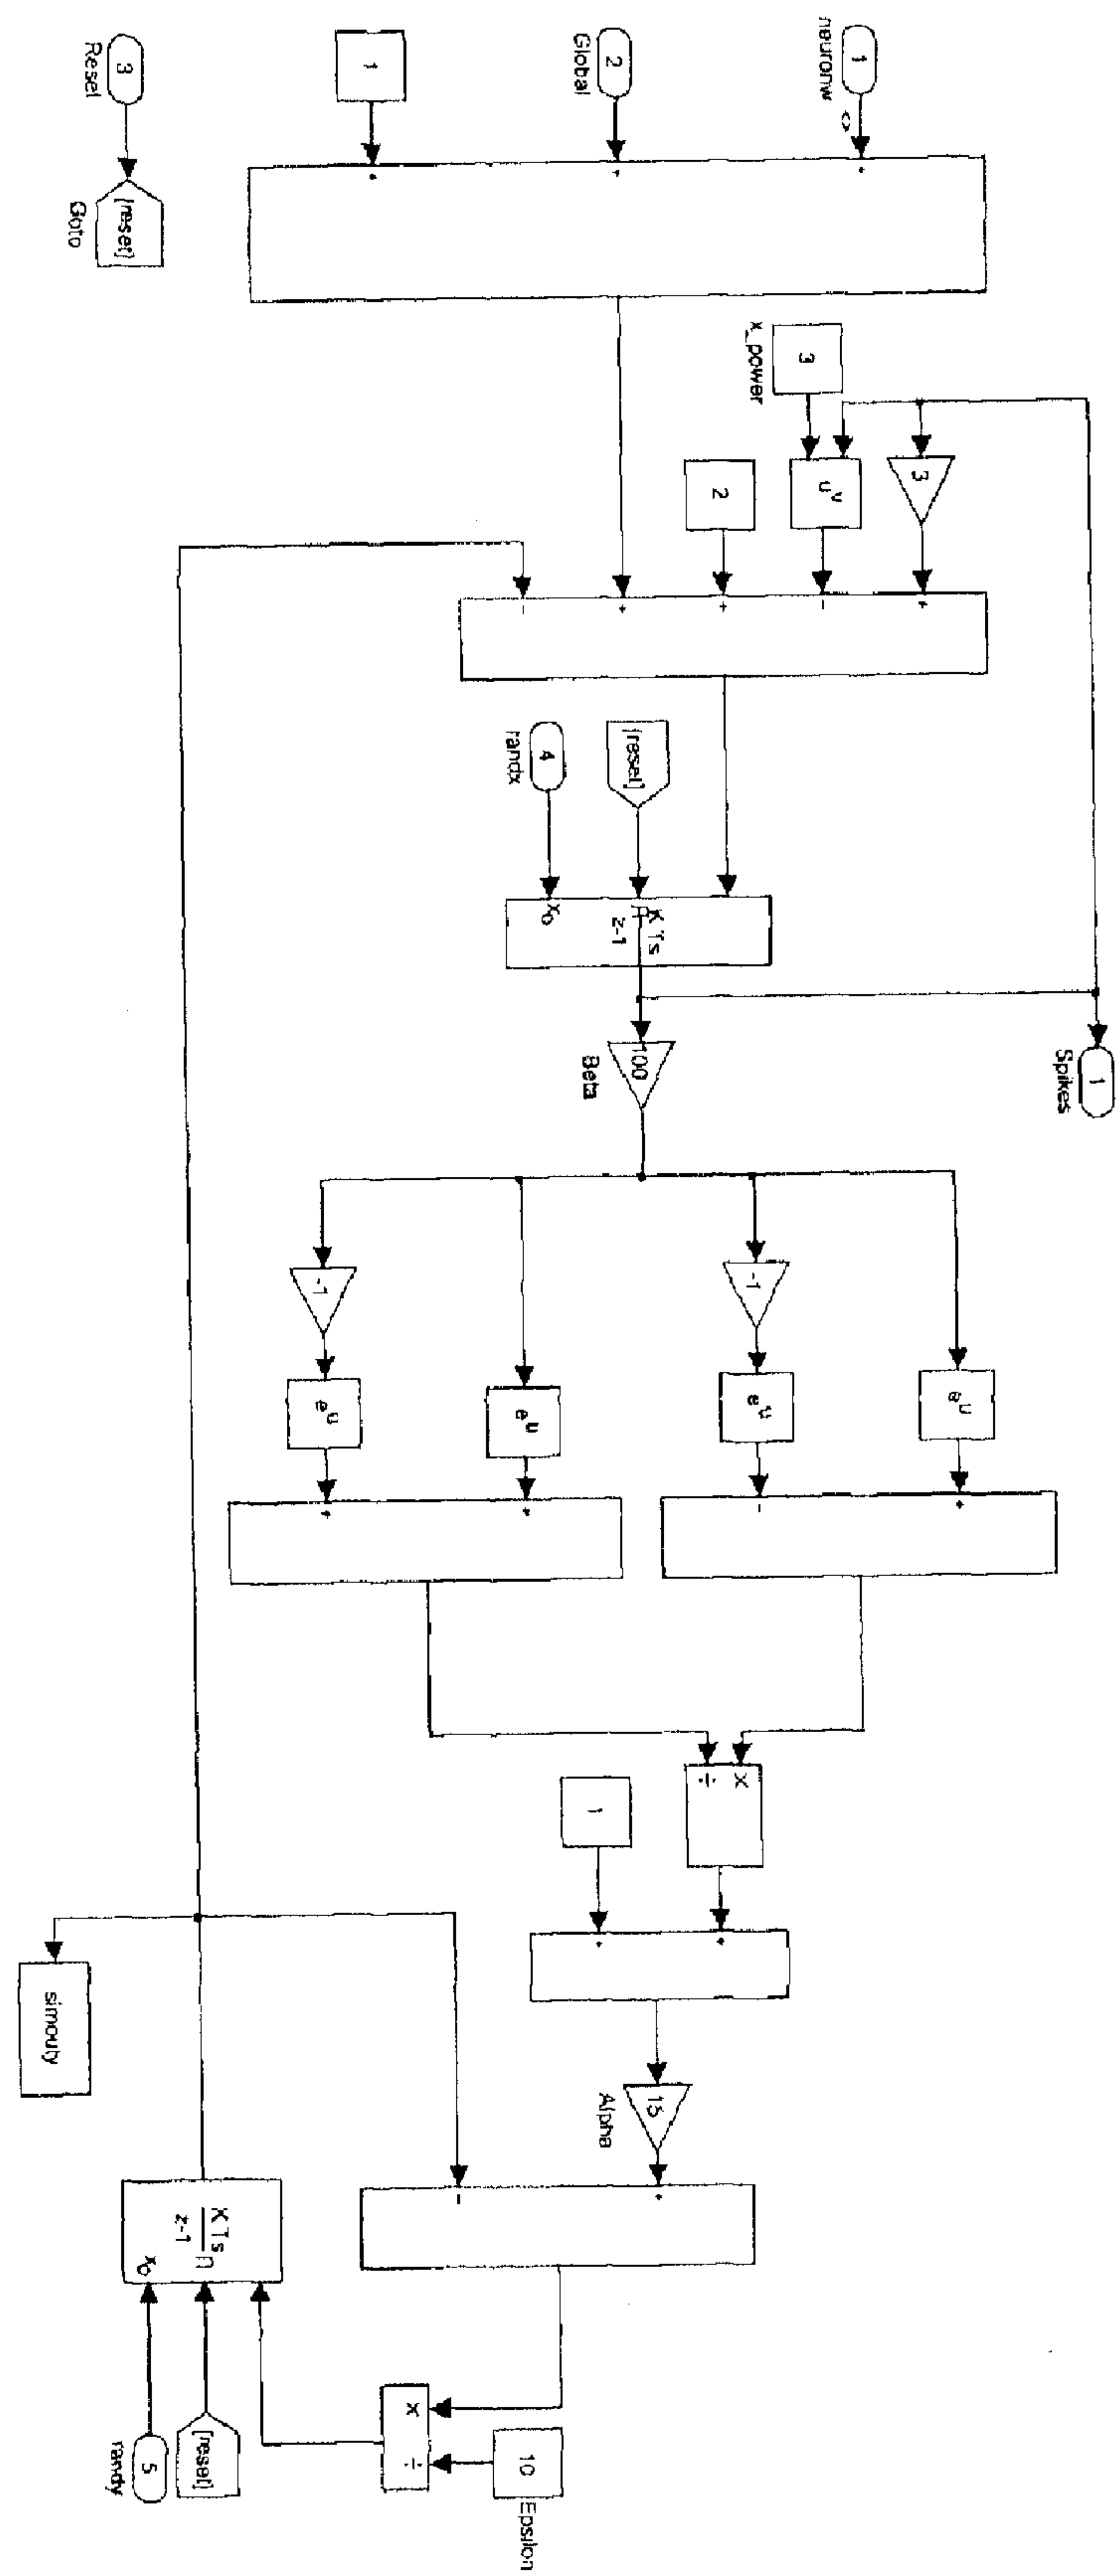 1
neuronw
<>
+
2
Global
+
1
+
3
Reset
[reset]
Goto
3
3
x_power
u^v
2
+
-
+
+
-
[reset]
4
randx
K Ts
z-1
x0
1
Spikes
100
Beta
-1
-1
e^u
e^u
e^u
e^u
+
-
+
+
×
÷
1
+
+
15
Alpha
+
-
simouty
10
Epsilon
×
÷
K Ts
z-1
x0
[reset]
5
randy